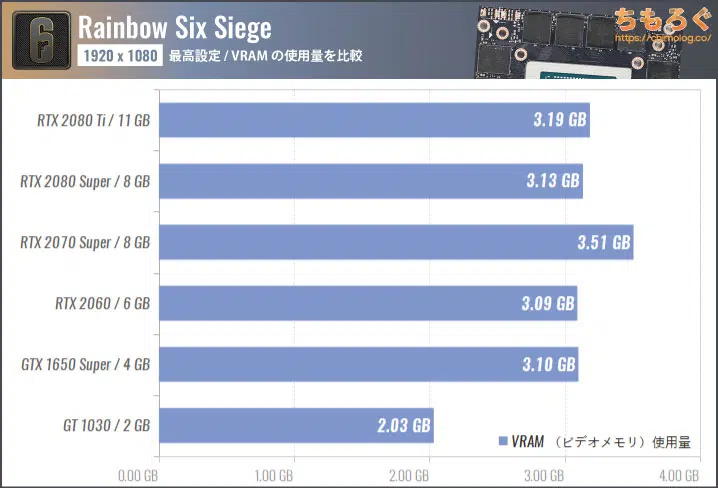 Rainbow Six Siege
1920 x 1080 最高設定 / VRAM の使用量を比較
ちもろぐ
https://chimolog.co/
RTX 2080 Ti / 11 GB 3.19 GB
RTX 2080 Super / 8 GB 3.13 GB
RTX 2070 Super / 8 GB 3.51 GB
RTX 2060 / 6 GB 3.09 GB
GTX 1650 Super / 4 GB 3.10 GB
GT 1030 / 2 GB 2.03 GB
VRAM （ビデオメモリ）使用量
0.00 GB 1.00 GB 2.00 GB 3.00 GB 4.00 GB